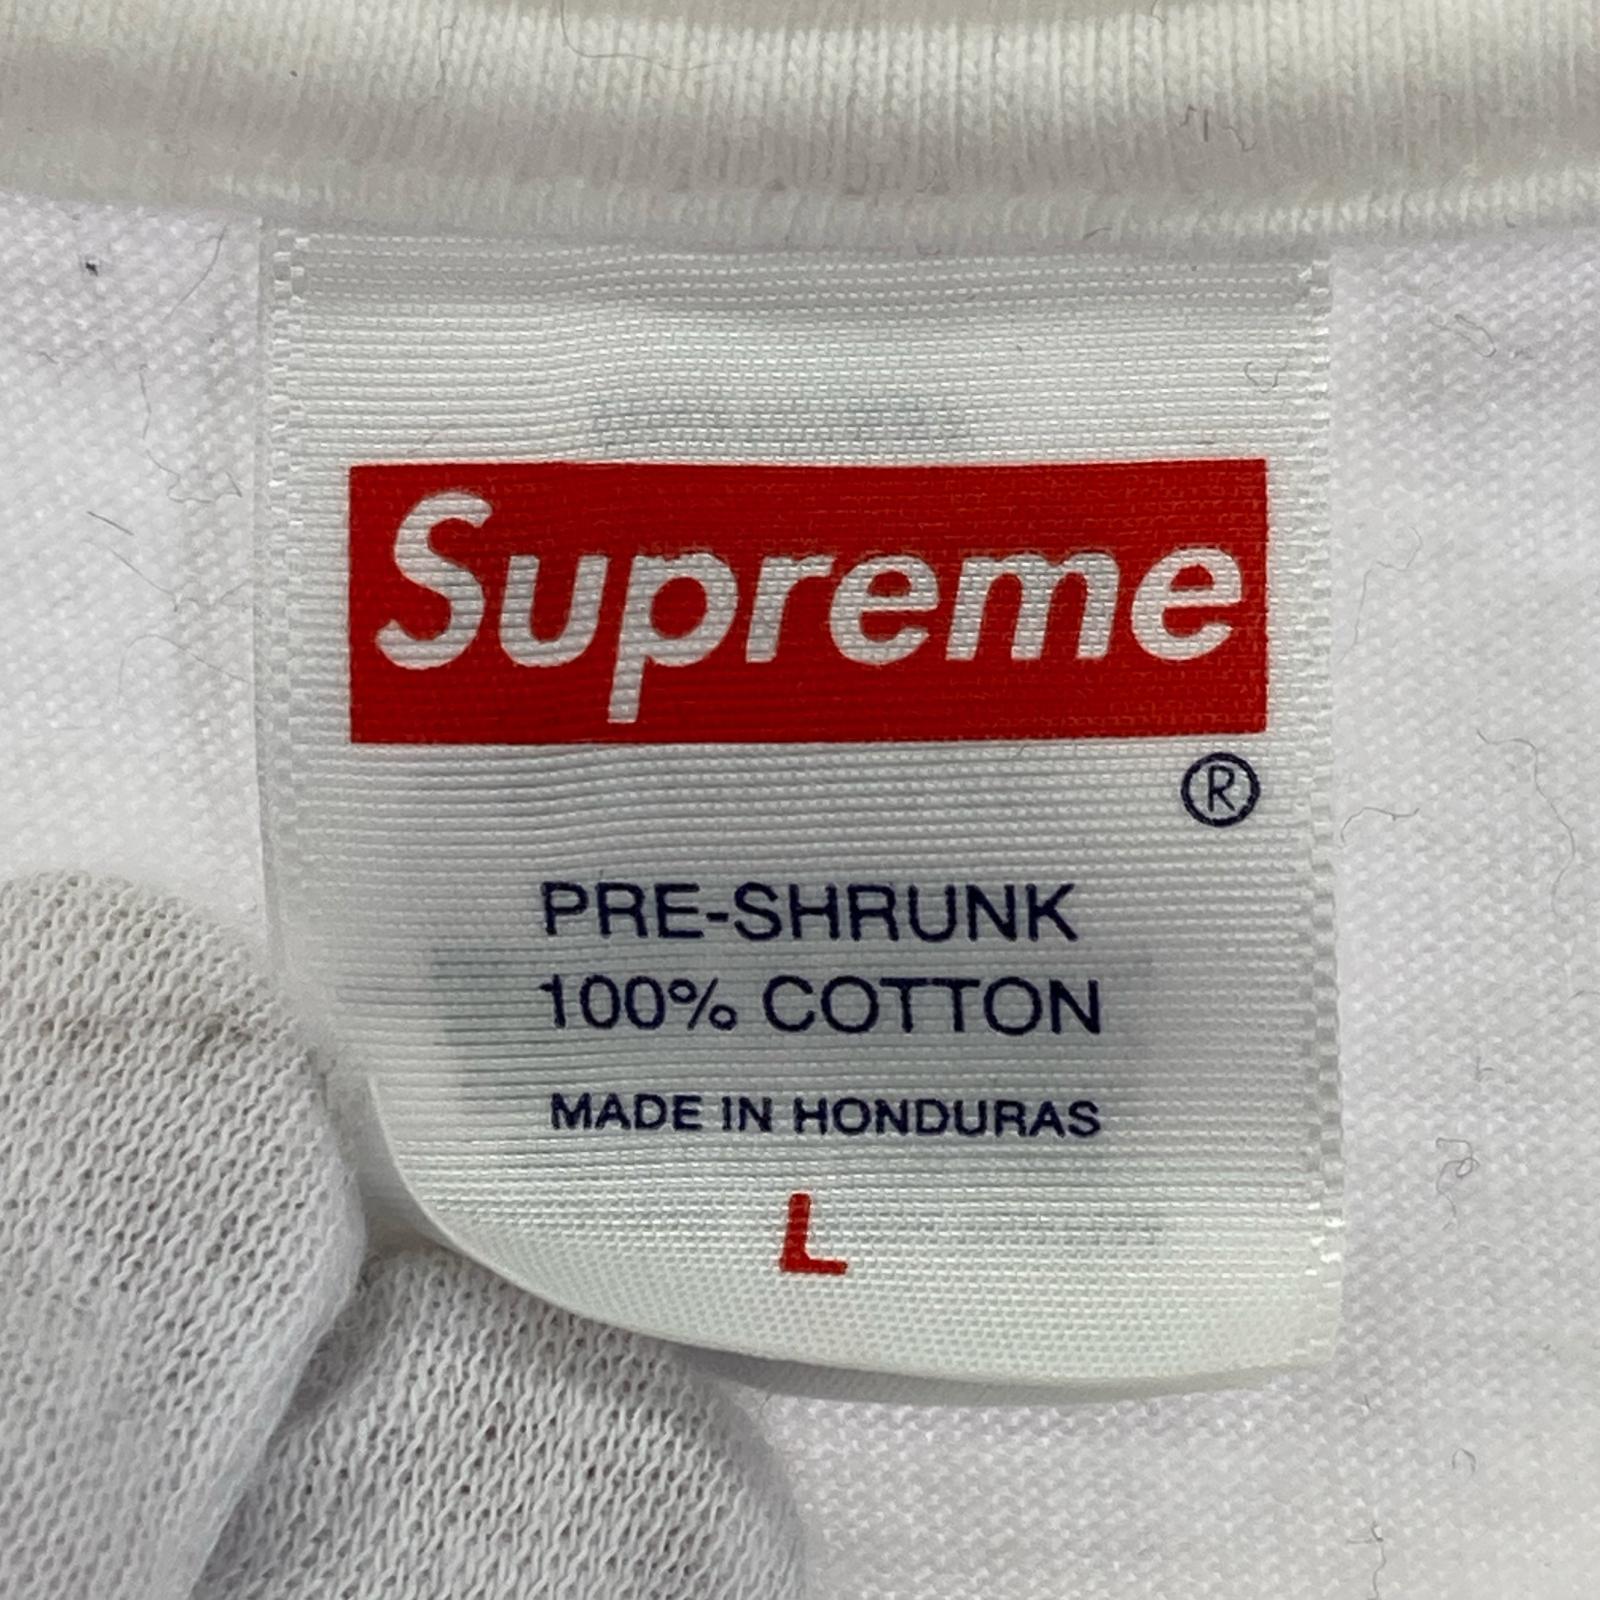 Supreme
®
PRE-SHRUNK
100% COTTON
MADE IN HONDURAS
L